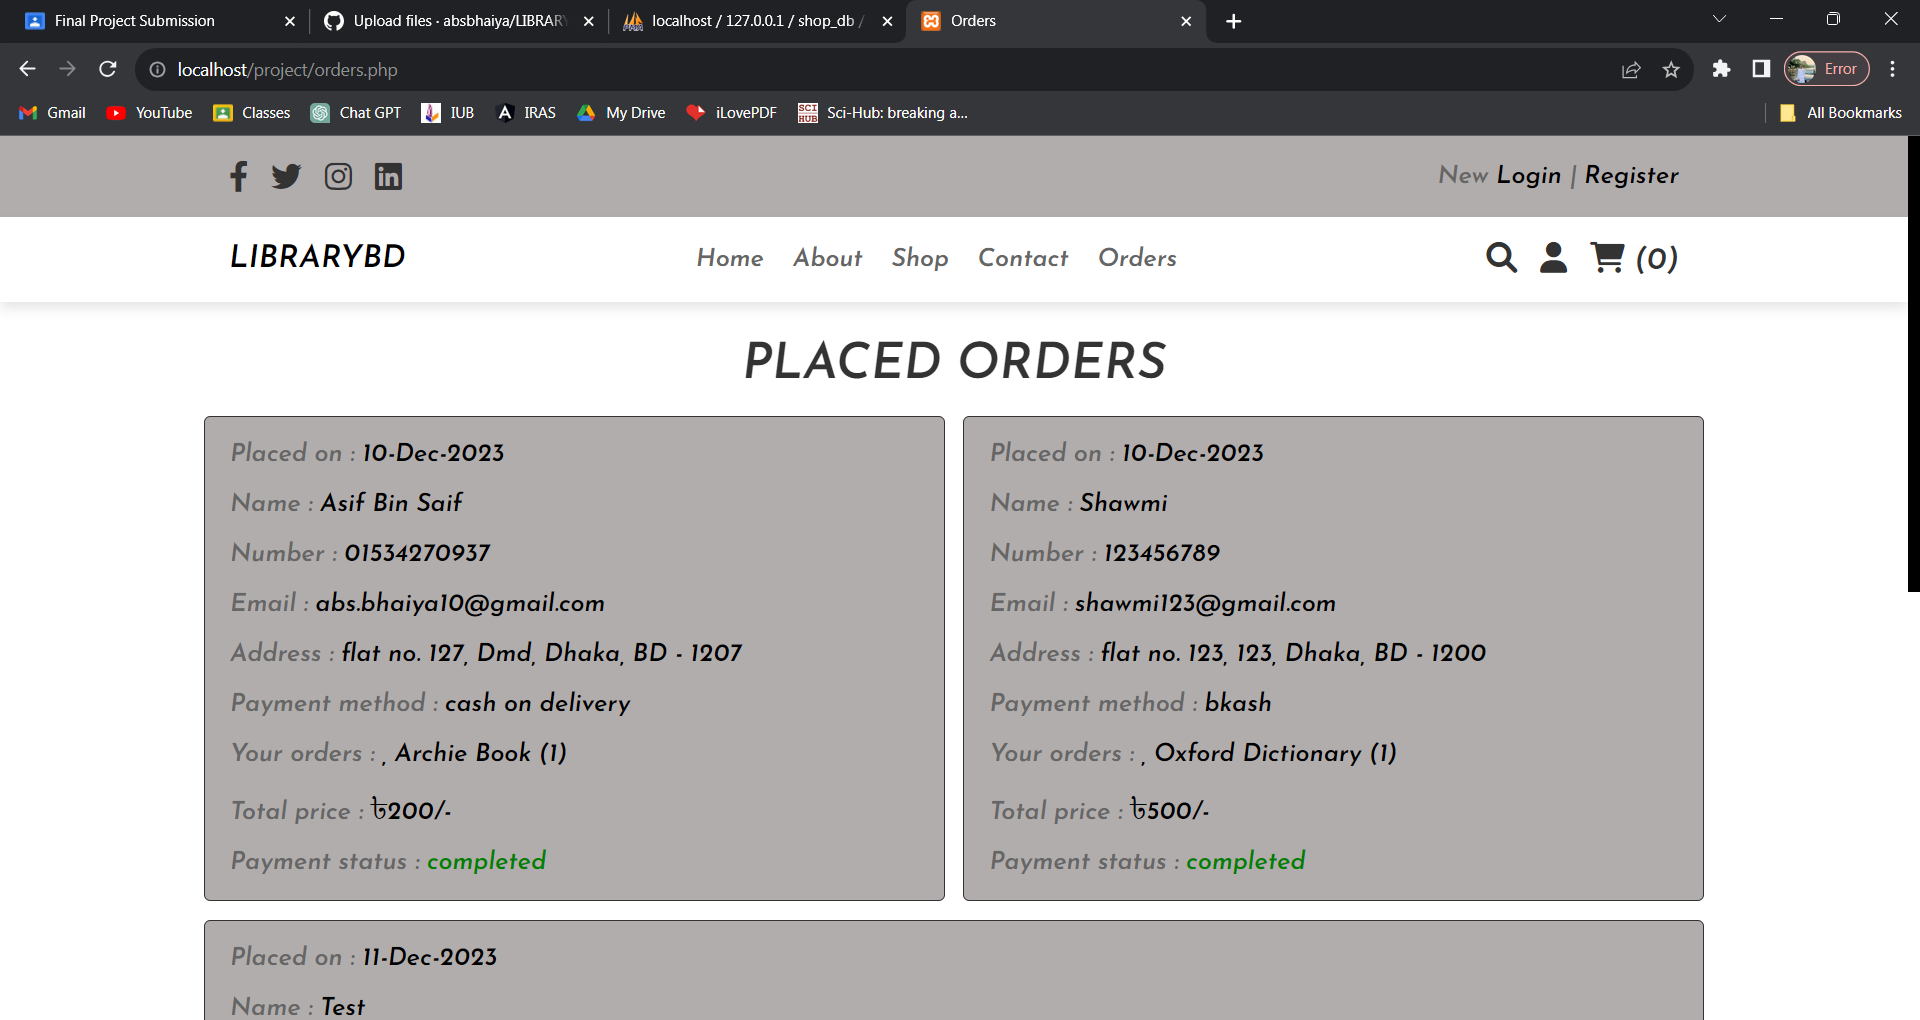 Final Project Submission
Upload files · absbhaiya/LIBRAR
localhost / 127.0.0.1 / shop_db /
Orders
localhost/project/orders.php
Error
Gmail
YouTube
Classes
Chat GPT
IUB
IRAS
My Drive
iLovePDF
SCI HUB
Sci-Hub: breaking a...
All Bookmarks
New Login | Register
LIBRARYBD
Home About Shop Contact Orders
(0)
PLACED ORDERS
Placed on : 10-Dec-2023
Name : Asif Bin Saif
Number : 01534270937
Email : abs.bhaiya10@gmail.com
Address : flat no. 127, Dmd, Dhaka, BD - 1207
Payment method : cash on delivery
Your orders : , Archie Book (1)
Total price : ৳200/-
Payment status : completed
Placed on : 10-Dec-2023
Name : Shawmi
Number : 123456789
Email : shawmi123@gmail.com
Address : flat no. 123, 123, Dhaka, BD - 1200
Payment method : bkash
Your orders : , Oxford Dictionary (1)
Total price : ৳500/-
Payment status : completed
Placed on : 11-Dec-2023
Name : Test